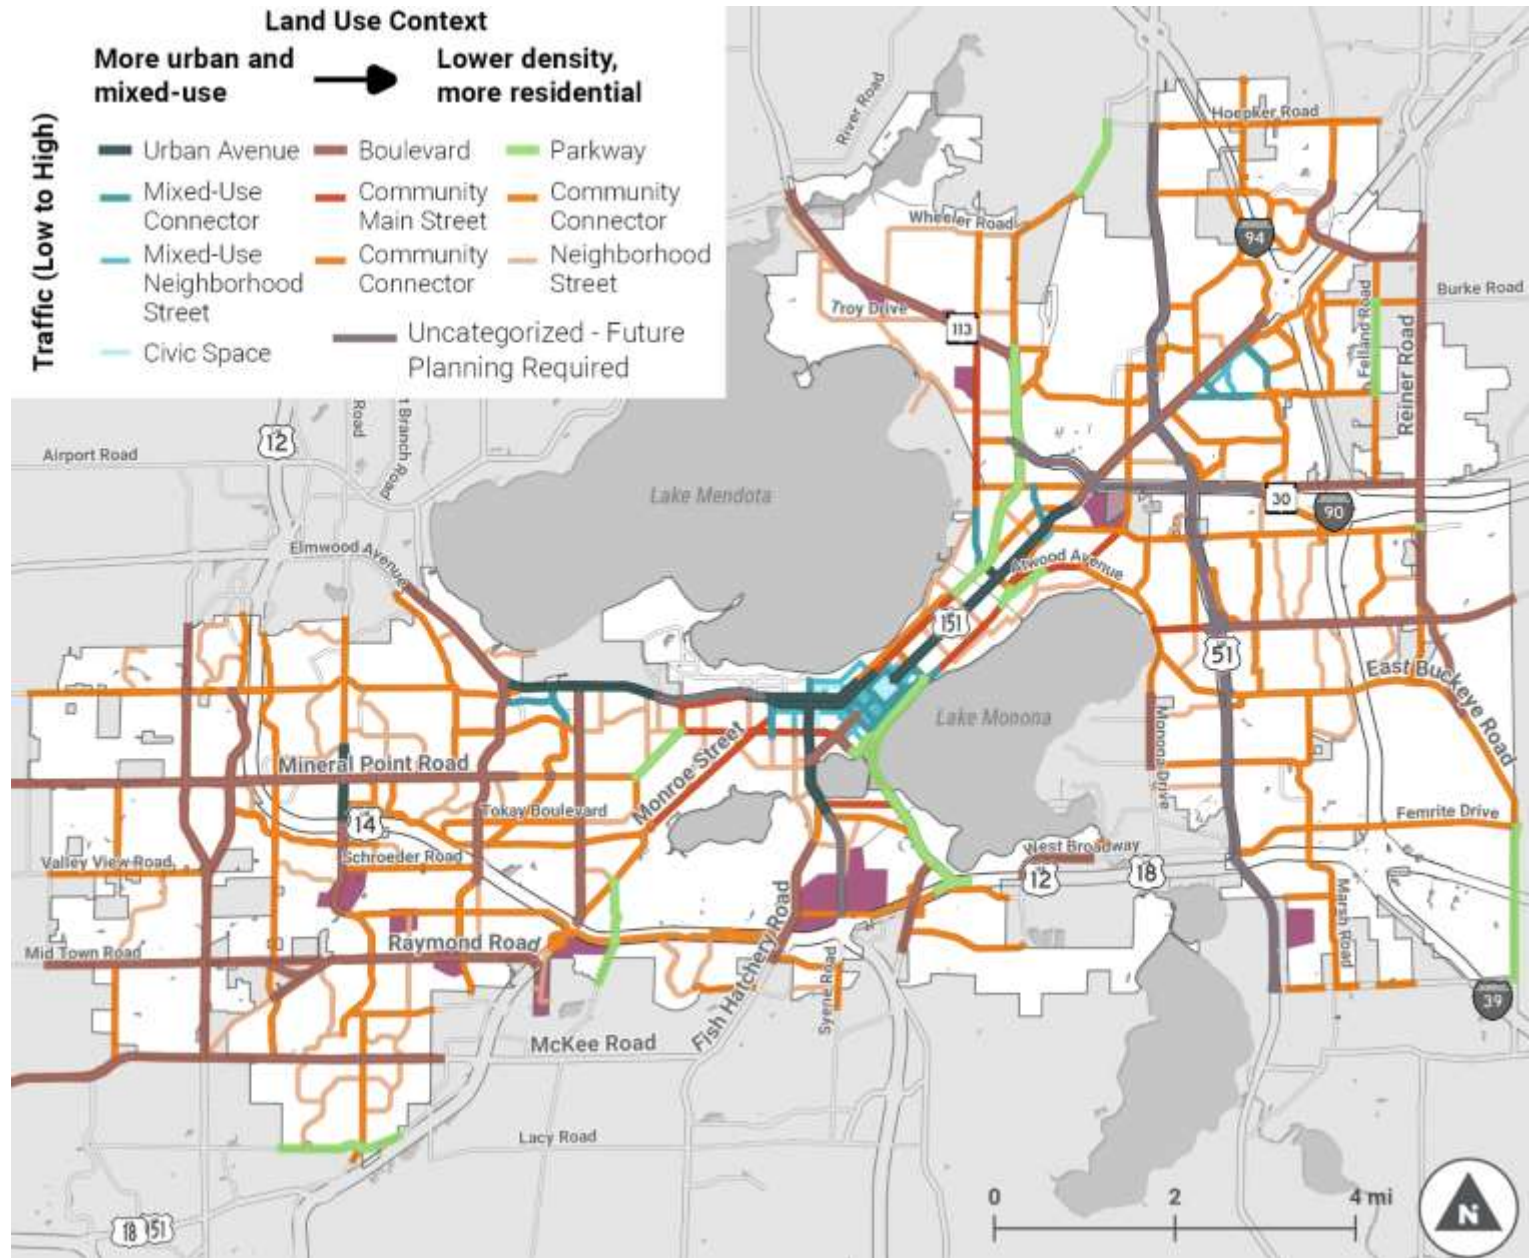 Land Use Context
More urban and
mixed-use
Lower density,
more residential
Traffic (Low to High)
Urban Avenue
Boulevard
Parkway
Mixed-Use
Connector
Community
Main Street
Community
Connector
Mixed-Use
Neighborhood
Street
Community
Connector
Neighborhood
Street
Civic Space
Uncategorized - Future
Planning Required
River Road
Hoepker Road
Wheeler Road
94
Troy Drive
113
Felland Road
Burke Road
Reiner Road
12
Road
t Branch Road
Airport Road
Lake Mendota
30
90
Elmwood Avenue
Atwood Avenue
151
51
East Buckeye Road
Lake Monona
Monona Drive
Mineral Point Road
Monroe Street
Tokay Boulevard
14
Femrite Drive
Schroeder Road
Valley View Road
West Broadway
12
18
Marsh Road
Raymond Road
Mid Town Road
Fish Hatchery Road
Syene Road
39
McKee Road
Lacy Road
18
51
0
2
4 mi
N